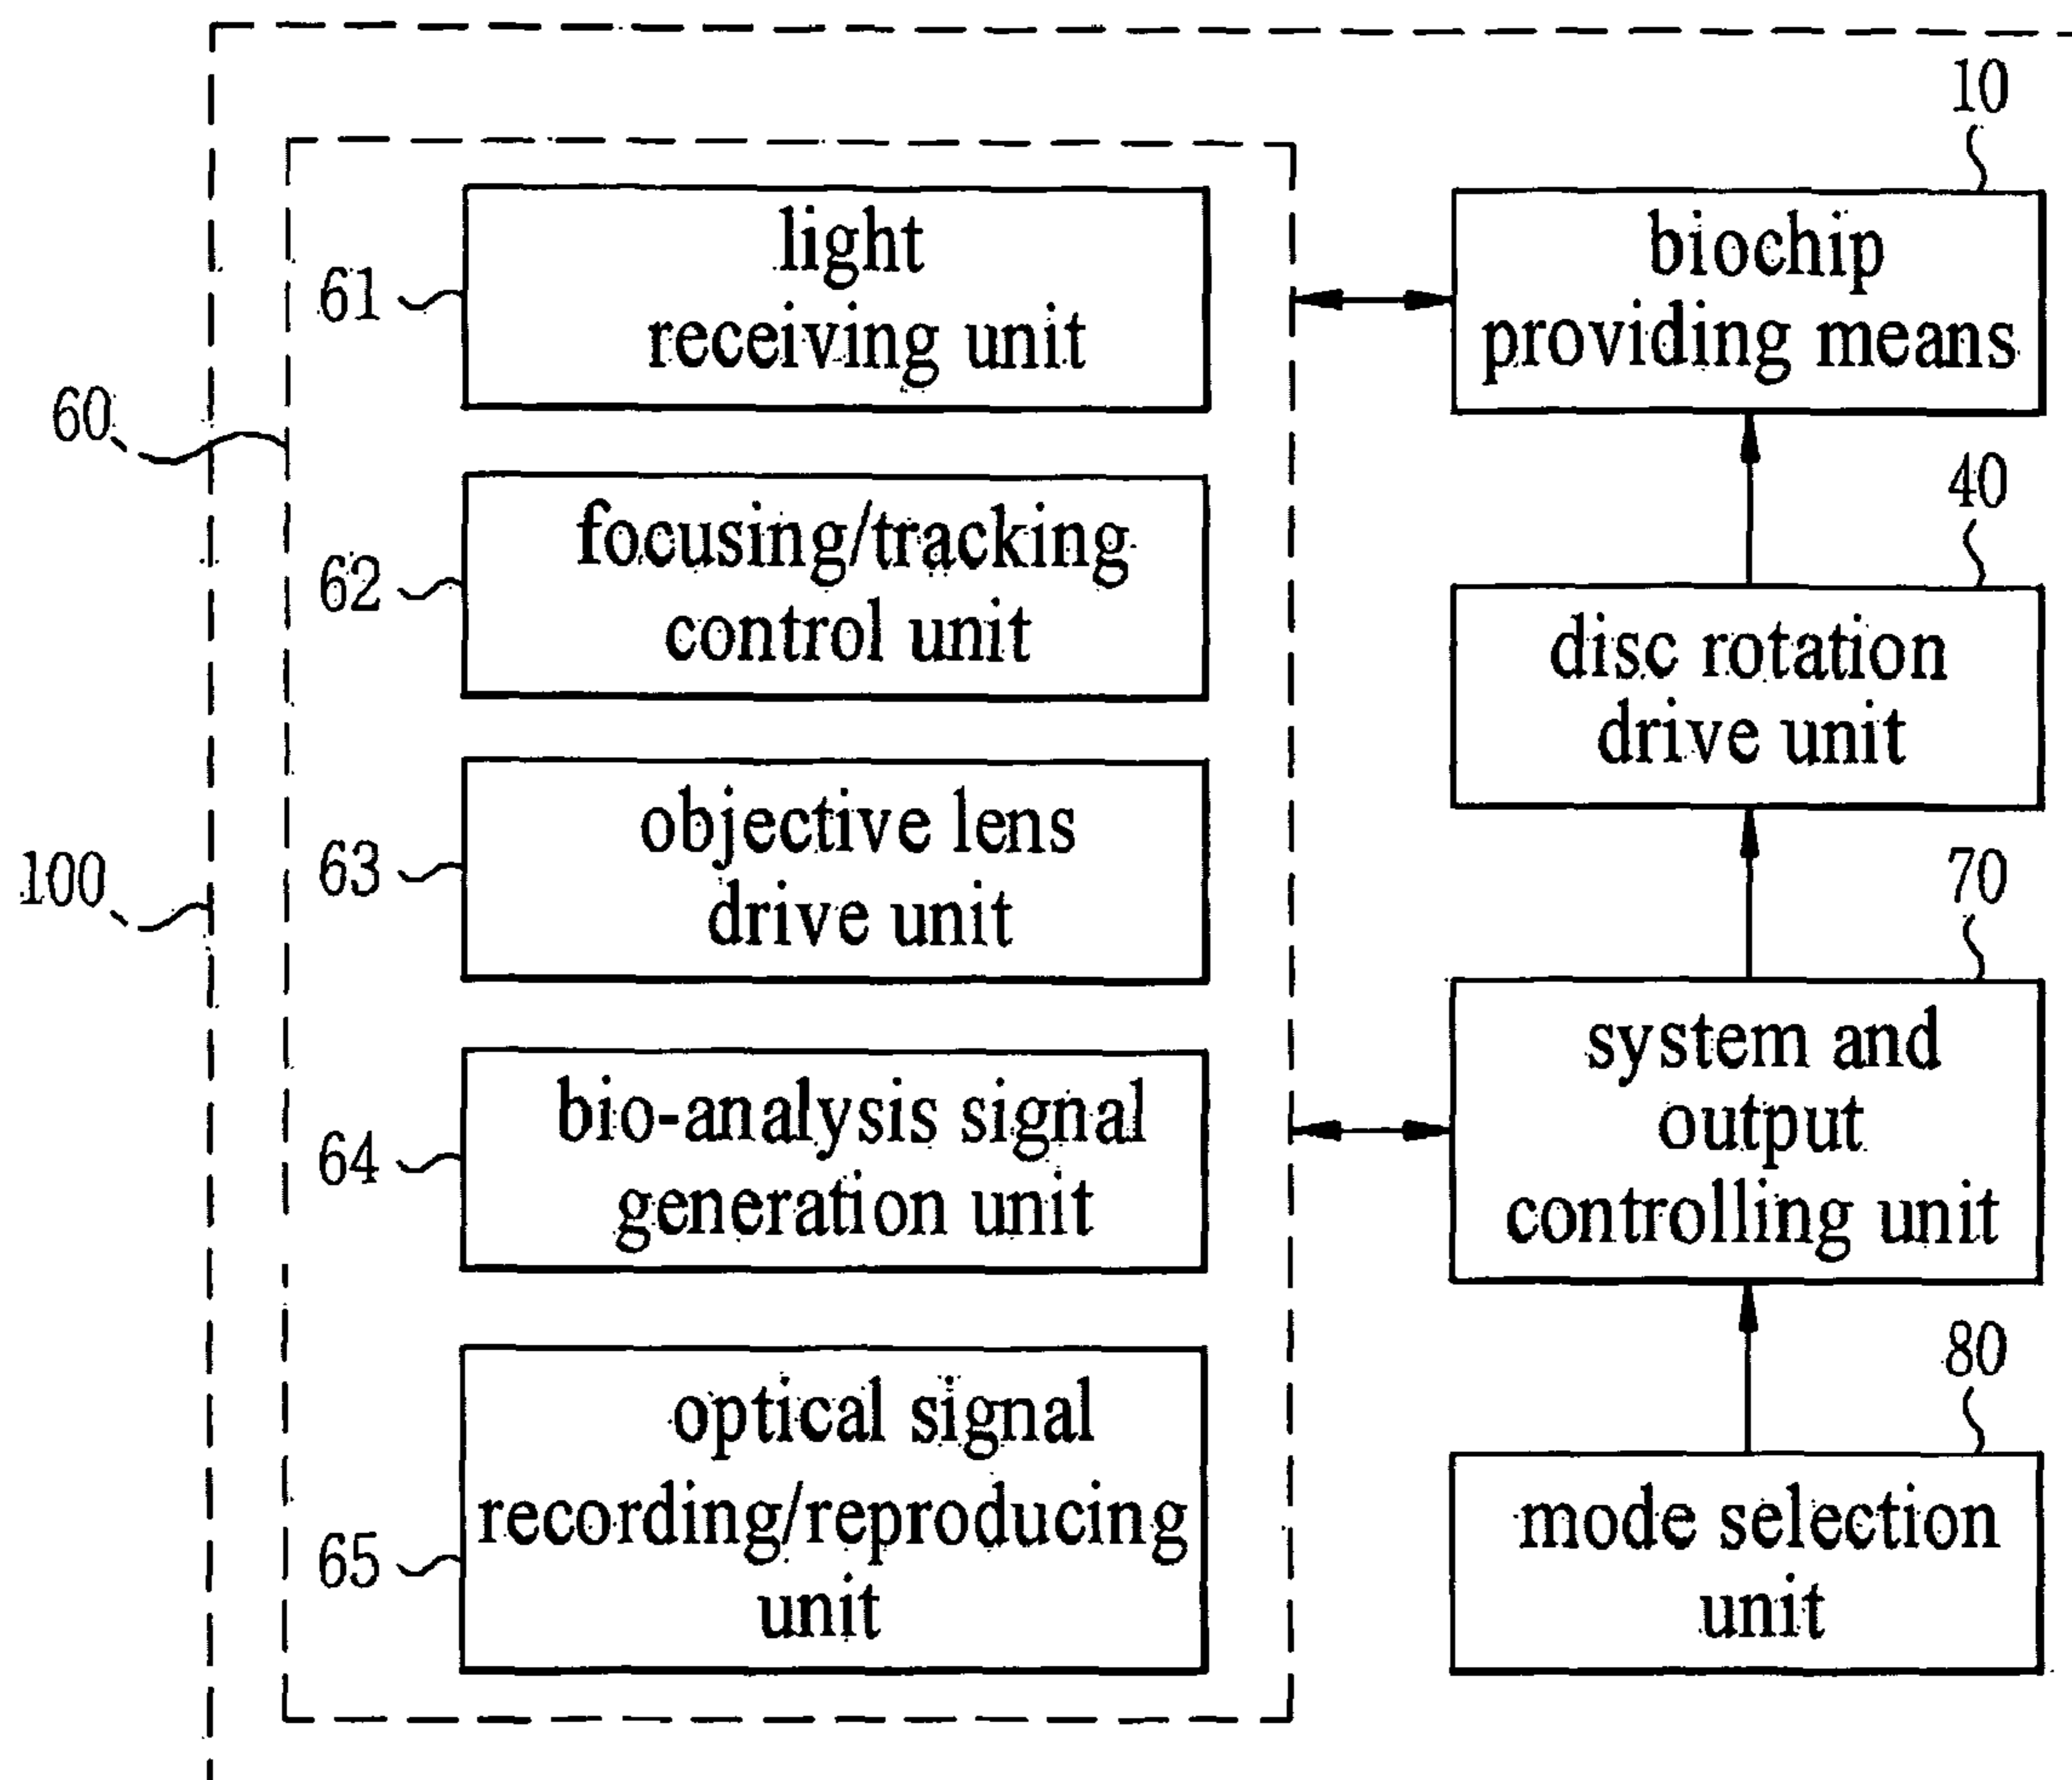 10
light
receiving unit
61
biochip
providing means
60
40
focusing/tracking
control unit
62
disc rotation
drive unit
objective lens
drive unit
63
100
70
bio-analysis signal
generation unit
64
system and
output
controlling unit
80
optical signal
recording/reproducing
unit
65
mode selection
unit